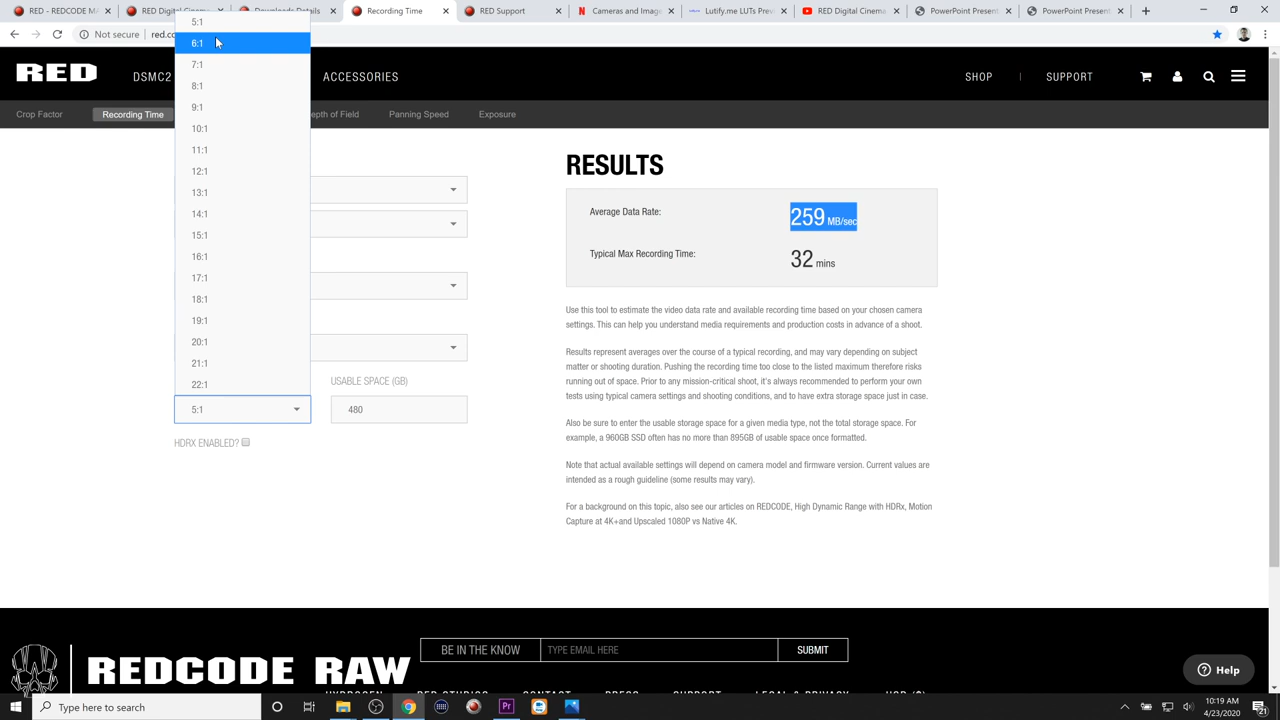 RED Digital Cinema
RED Digital Cinema
Recording Time
RED Support
Cameras and Image
Lutify.me LUTs Previ
RED Digital Cinema
ProtectStar
ProtectStar
Not secure
5:1
6:1
7:1
8:1
9:1
10:1
11:1
12:1
13:1
14:1
15:1
16:1
17:1
18:1
19:1
20:1
21:1
22:1
RED
DSMC2
ACCESSORIES
SHOP
SUPPORT
Crop Factor
Recording Time
epth of Field
Panning Speed
Exposure
5:1
USABLE SPACE (GB)
480
HDRX ENABLED?
RESULTS
Average Data Rate:
259 MB/sec
Typical Max Recording Time:
32 mins
Use this tool to estimate the video data rate and available recording time based on your chosen camera
settings. This can help you understand media requirements and production costs in advance of a shoot.
Results represent averages over the course of a typical recording, and may vary depending on subject
matter or shooting duration. Pushing the recording time too close to the listed maximum therefore risks
running out of space. Prior to any mission-critical shoot, it's always recommended to perform your own
tests using typical camera settings and shooting conditions, and to have extra storage space just in case.
Also be sure to enter the usable storage space for a given media type, not the total storage space. For
example, a 960GB SSD often has no more than 895GB of usable space once formatted.
Note that actual available settings will depend on camera model and firmware version. Current values are
intended as a rough guideline (some results may vary).
For a background on this topic, also see our articles on REDCODE, High Dynamic Range with HDRx, Motion
Capture at 4K+and Upscaled 1080P vs Native 4K.
BE IN THE KNOW
TYPE EMAIL HERE
SUBMIT
REDCODE RAW
HYDROGEN
RED STUDIOS
CONTACT
PRESS
SUPPORT
LEGAL & PRIVACY
Help
Type here to search
10:19 AM
4/23/2020
21